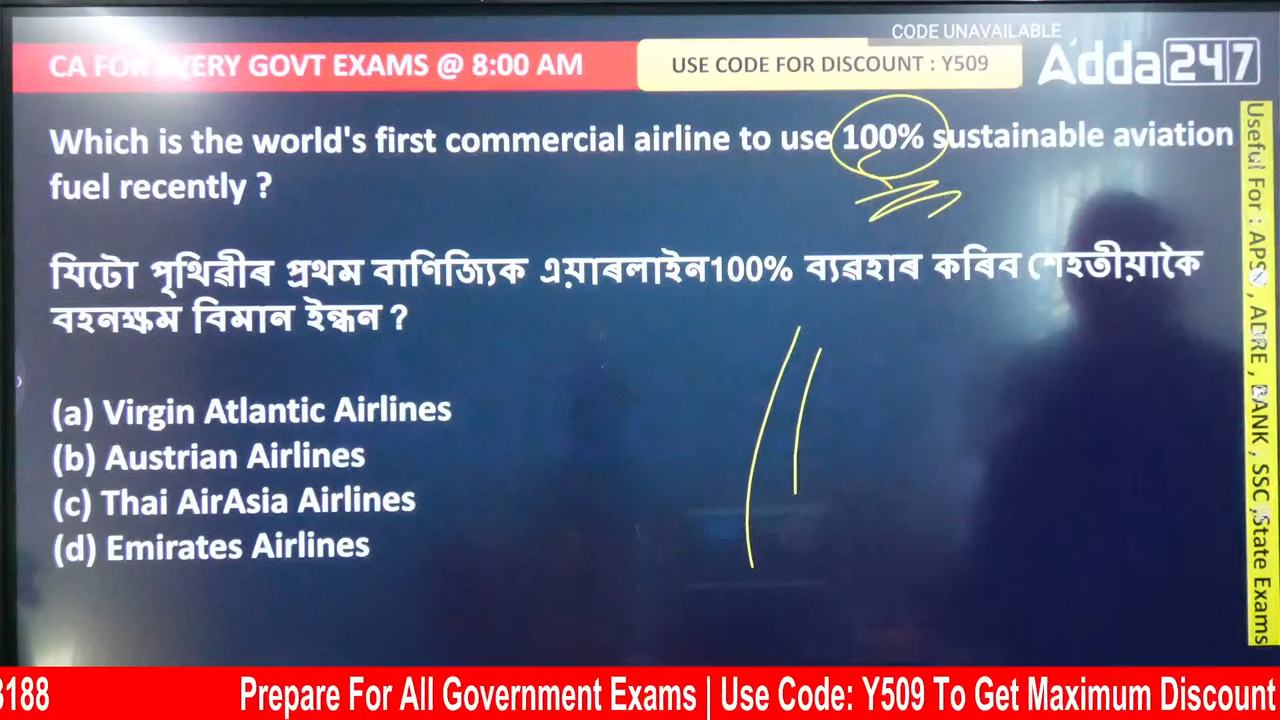 CODE UNAVAILABLE
CA FOR EVERY GOVT EXAMS @ 8:00 AM
USE CODE FOR DISCOUNT : Y509
Adda247
Which is the world's first commercial airline to use 100% sustainable aviation
fuel recently ?
যিটো পৃথিৱীৰ প্ৰথম বাণিজ্যিক এয়াৰলাইন100% ব্যৱহাৰ কৰিব শেহতীয়াকৈ
বহনক্ষম বিমান ইন্ধন ?
(a) Virgin Atlantic Airlines
(b) Austrian Airlines
(c) Thai AirAsia Airlines
(d) Emirates Airlines
Useful For : APSC , ADRE , BANK , SSC ,State Exams
3188 Prepare For All Government Exams | Use Code: Y509 To Get Maximum Discount